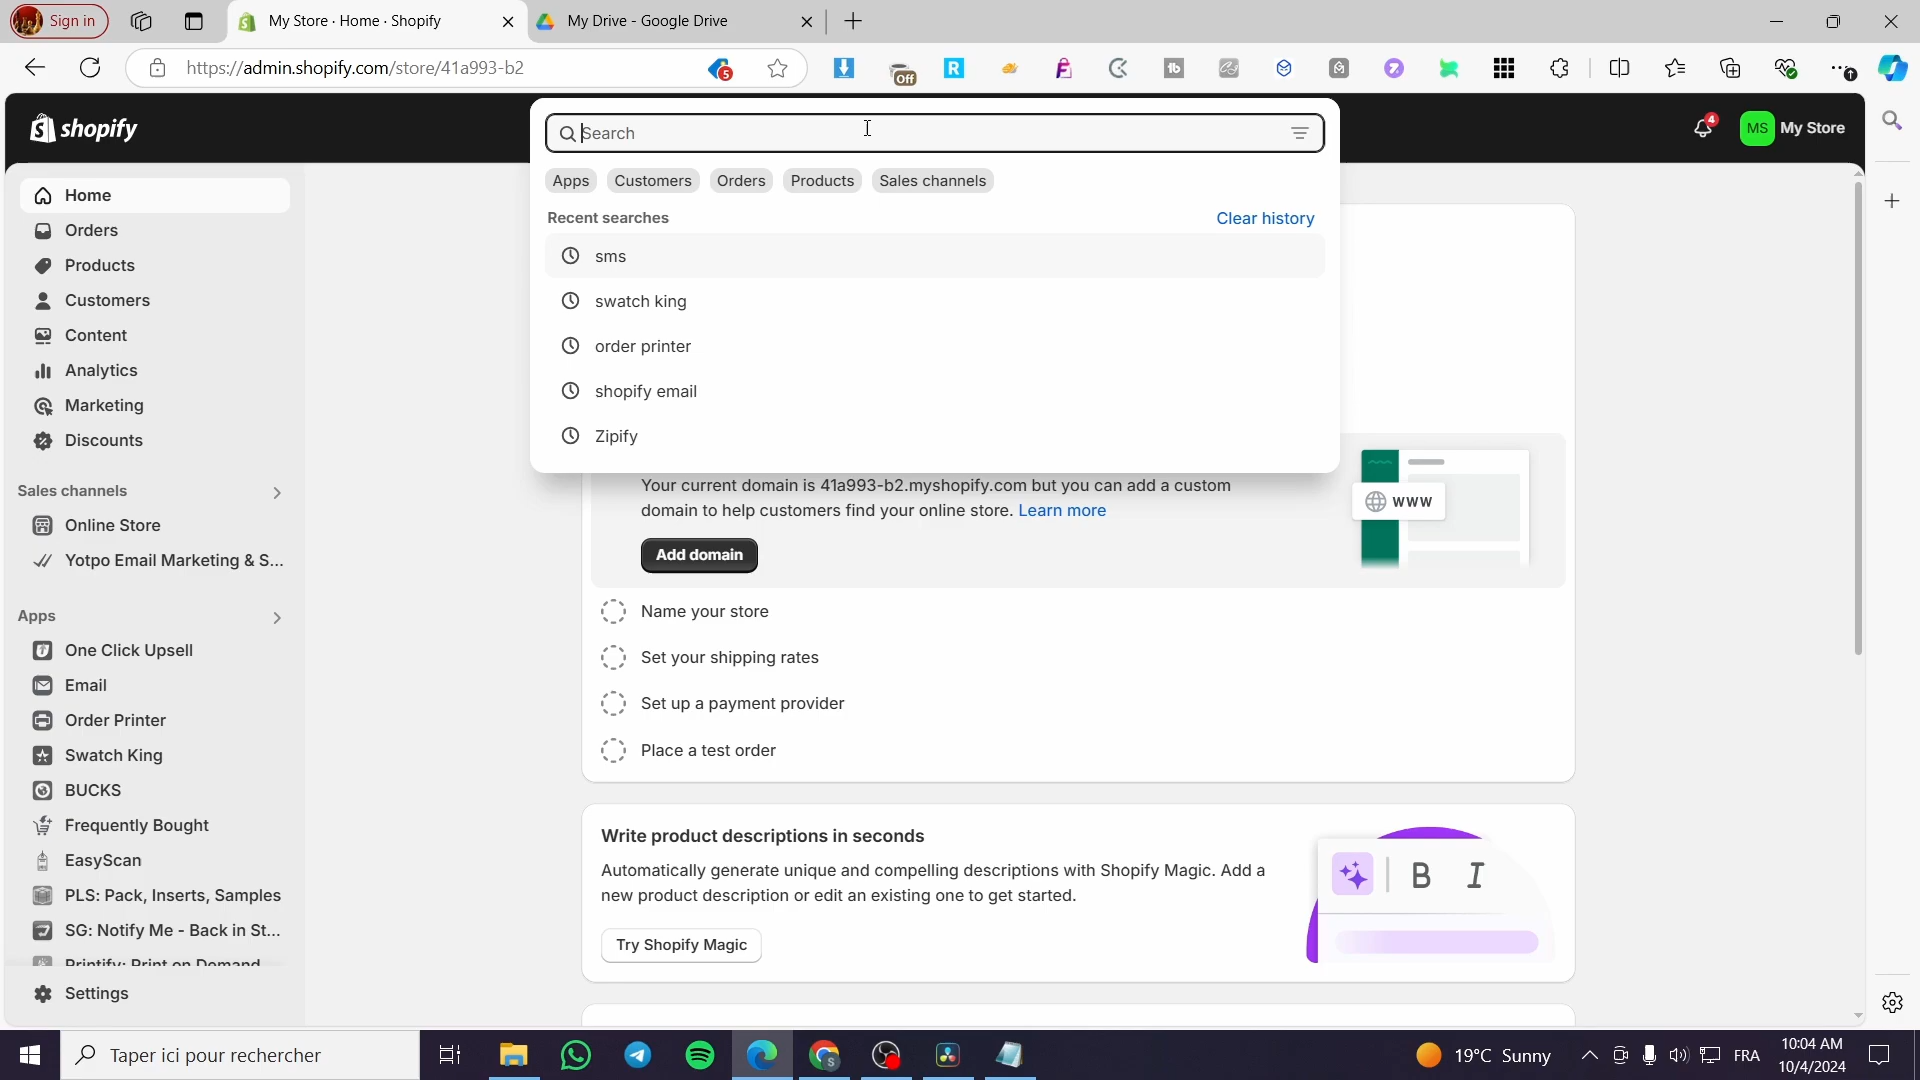 Sign in
My Store · Home · Shopify
My Drive - Google Drive
https://admin.shopify.com/store/41a993-b2
5
Off
shopify
Search
4
MS My Store
Apps
Customers
Orders
Products
Sales channels
Recent searches
Clear history
sms
swatch king
order printer
shopify email
Zipify
Home
Orders
Products
Customers
Content
Analytics
Marketing
Discounts
Sales channels
Online Store
Yotpo Email Marketing & S...
Apps
One Click Upsell
Email
Order Printer
Swatch King
BUCKS
Frequently Bought
EasyScan
PLS: Pack, Inserts, Samples
SG: Notify Me - Back in St...
Printify: Print on Demand
Settings
Your current domain is 41a993-b2.myshopify.com but you can add a custom
domain to help customers find your online store. Learn more
www
Add domain
Name your store
Set your shipping rates
Set up a payment provider
Place a test order
Write product descriptions in seconds
Automatically generate unique and compelling descriptions with Shopify Magic. Add a
new product description or edit an existing one to get started.
B I
Try Shopify Magic
Taper ici pour rechercher
19°C Sunny
FRA
10:04 AM
10/4/2024